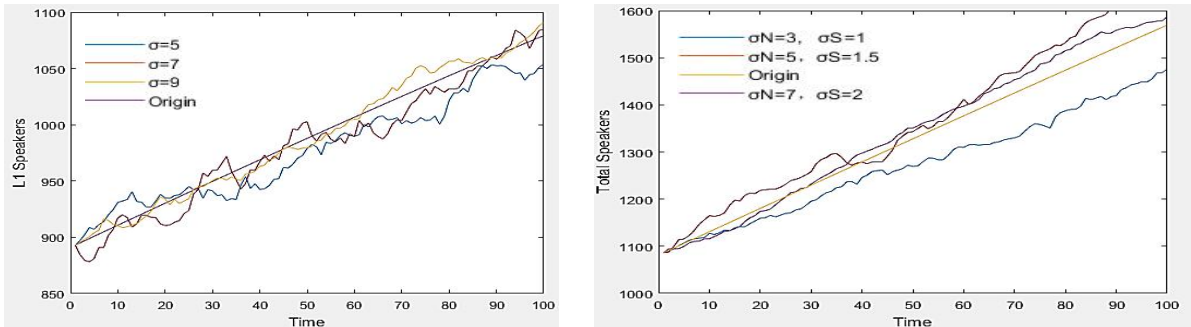 1100
1050
1000
950
900
850
L1 Speakers
σ=5
σ=7
σ=9
Origin
0 10 20 30 40 50 60 70 80 90 100
Time
1600
1500
1400
1300
1200
1100
1000
Total Speakers
σN=3, σS=1
σN=5, σS=1.5
Origin
σN=7, σS=2
0 10 20 30 40 50 60 70 80 90 100
Time